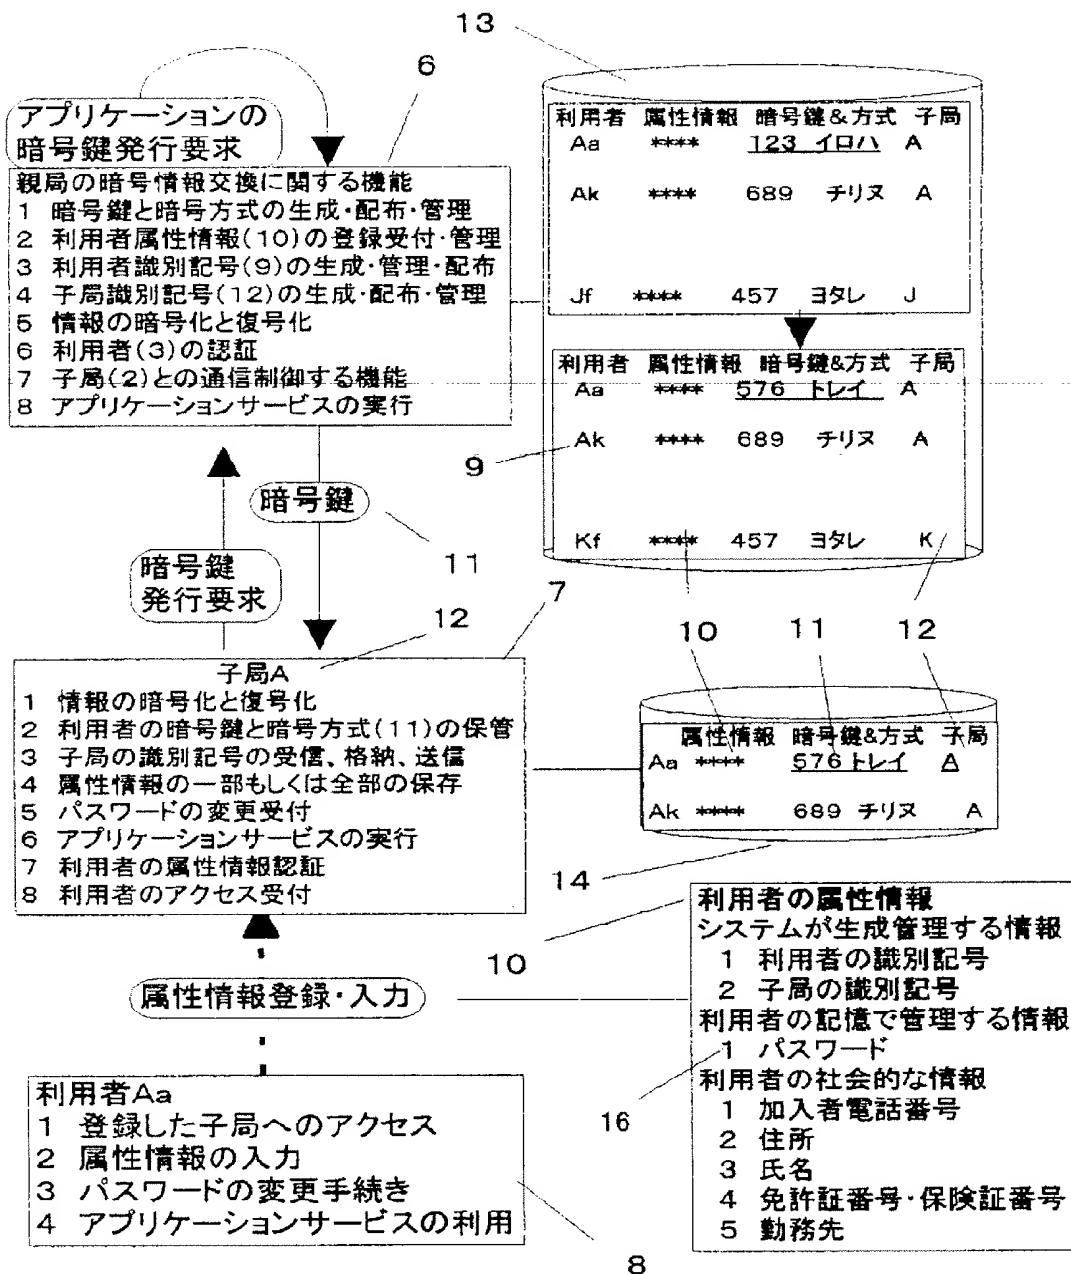 13
6
アプリケーションの
暗号鍵発行要求
親局の暗号情報交換に関する機能
1 暗号鍵と暗号方式の生成・配布・管理
2 利用者属性情報(10)の登録受付・管理
3 利用者識別記号(9)の生成・管理・配布
4 子局識別記号(12)の生成・配布・管理
5 情報の暗号化と復号化
6 利用者(3)の認証
7 子局(2)との通信制御する機能
8 アプリケーションサービスの実行
利用者 属性情報 暗号鍵&方式 子局
Aa **** 123 イロハ A
Ak **** 689 チリヌ A
Jf **** 457 ヨタレ J
利用者 属性情報 暗号鍵&方式 子局
Aa **** 576 トレイ A
Ak **** 689 チリヌ A
Kf **** 457 ヨタレ K
9
暗号鍵
11
暗号鍵
発行要求
7
12
10 11 12
子局A
1 情報の暗号化と復号化
2 利用者の暗号鍵と暗号方式(11)の保管
3 子局の識別記号の受信、格納、送信
4 属性情報の一部もしくは全部の保存
5 パスワードの変更受付
6 アプリケーションサービスの実行
7 利用者の属性情報認証
8 利用者のアクセス受付
属性情報 暗号鍵&方式 子局
Aa **** 576 トレイ A
Ak **** 689 チリヌ A
14
10
属性情報登録・入力
利用者の属性情報
システムが生成管理する情報
1 利用者の識別記号
2 子局の識別記号
利用者の記憶で管理する情報
1 パスワード
利用者の社会的な情報
1 加入者電話番号
2 住所
3 氏名
4 免許証番号・保険証番号
5 勤務先
16
利用者Aa
1 登録した子局へのアクセス
2 属性情報の入力
3 パスワードの変更手続き
4 アプリケーションサービスの利用
8